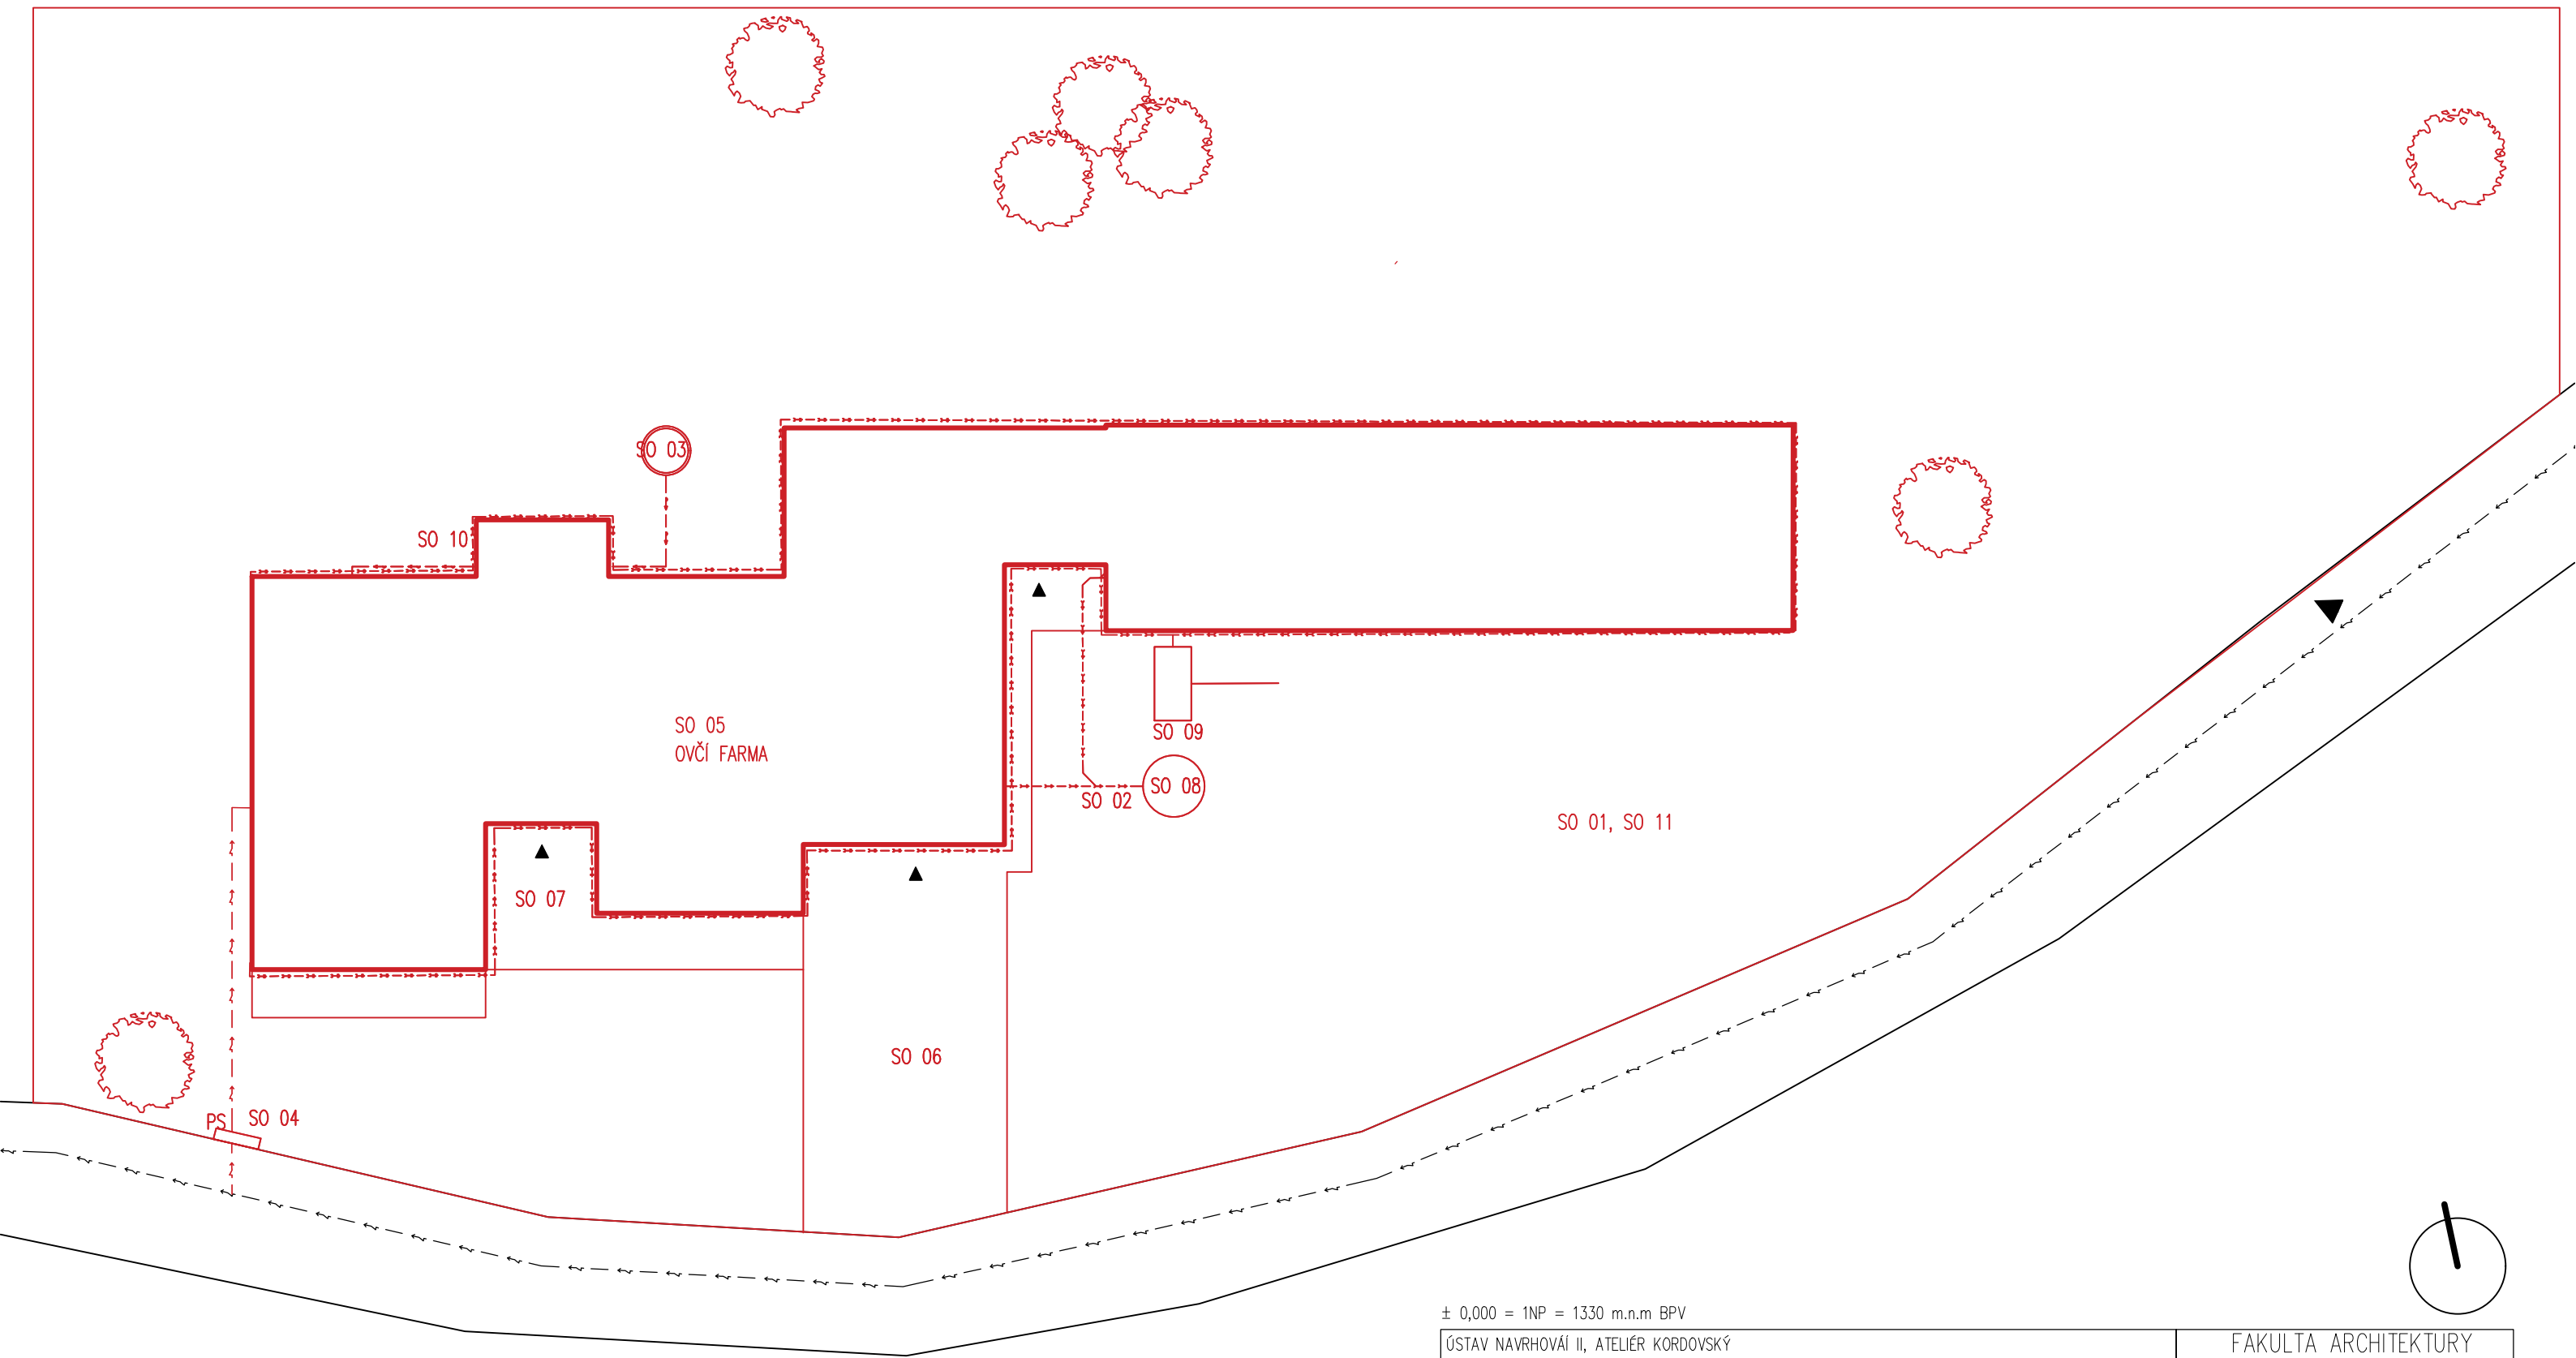 SO 03
SO 10
SO 05
OVČÍ FARMA
SO 09
SO 08
SO 02
SO 01, SO 11
SO 07
SO 06
PS
SO 04
± 0,000 = 1NP = 1330 m.n.m BPV
ÚSTAV NAVRHOVÁÍ II, ATELIÉR KORDOVSKÝ
FAKULTA ARCHITEKTURY